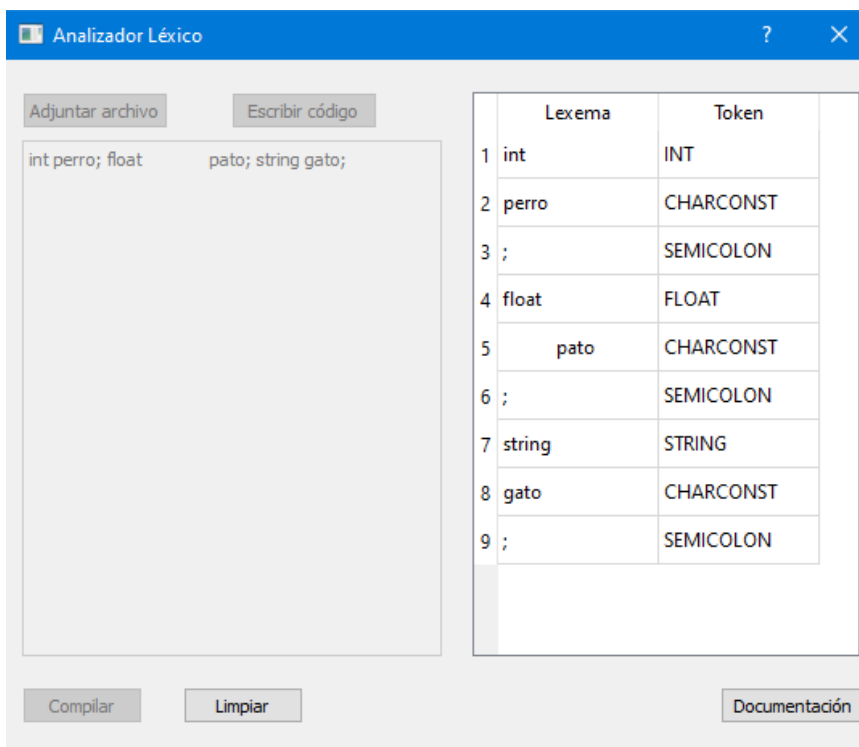 Analizador Léxico ?
Adjuntar archivo Escribir código
int perro; float pato; string gato;
Lexema Token
1 int INT
2 perro CHARCONST
3 ; SEMICOLON
4 float FLOAT
5 pato CHARCONST
6 ; SEMICOLON
7 string STRING
8 gato CHARCONST
9 ; SEMICOLON
Compilar Limpiar Documentación